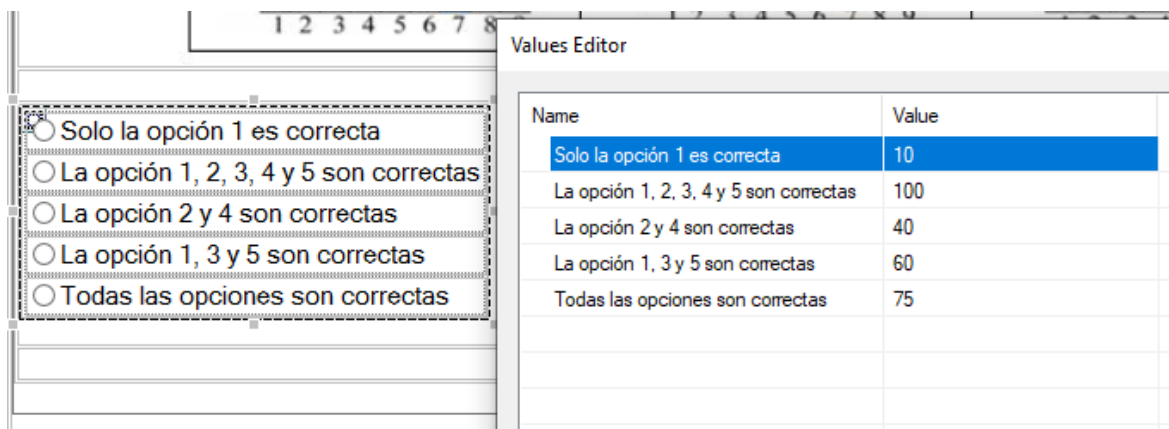 1 2 3 4 5 6 7 8
Values Editor
Name Value
Solo la opción 1 es correcta
La opción 1, 2, 3, 4 y 5 son correctas
La opción 2 y 4 son correctas
La opción 1, 3 y 5 son correctas
Todas las opciones son correctas
Solo la opción 1 es correcta 10
La opción 1, 2, 3, 4 y 5 son correctas 100
La opción 2 y 4 son correctas 40
La opción 1, 3 y 5 son correctas 60
Todas las opciones son correctas 75